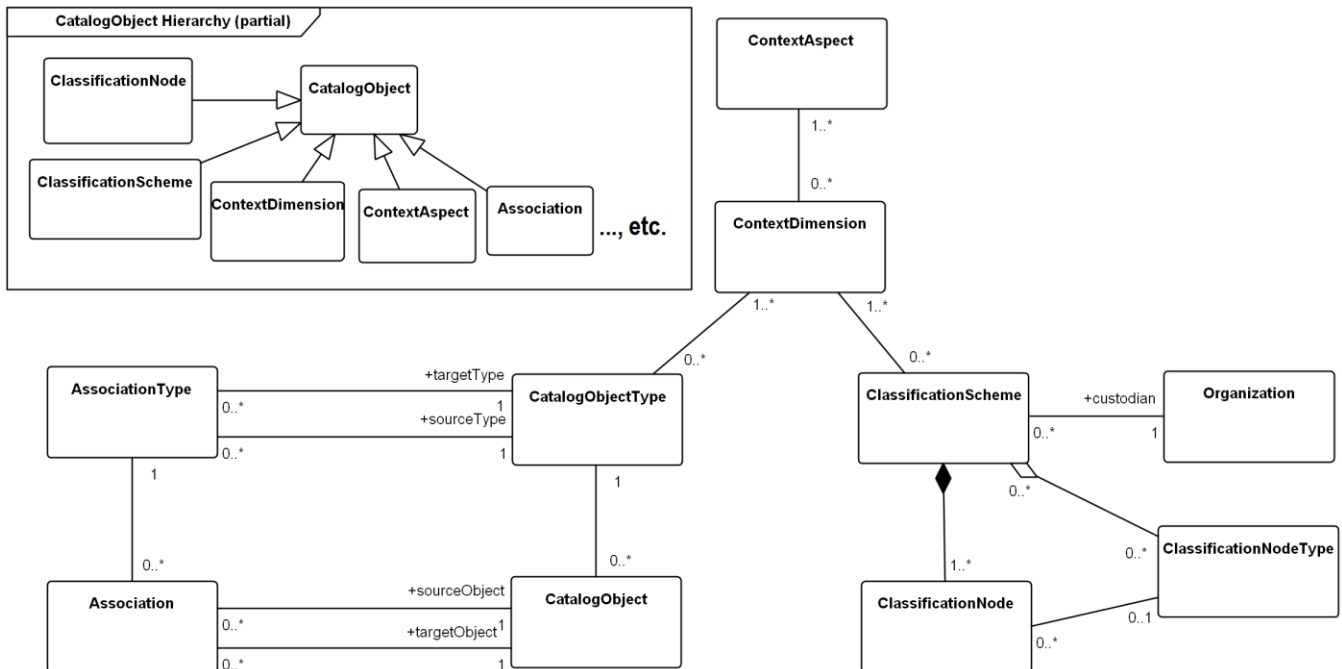 CatalogObject Hierarchy (partial)
ClassificationNode
CatalogObject
ClassificationScheme
ContextDimension
ContextAspect
Association
..., etc.
ContextAspect
1..*
0..*
ContextDimension
1..*
1..*
0..*
0..*
AssociationType
+targetType
0..*
1
+sourceType
0..*
1
CatalogObjectType
ClassificationScheme
+custodian
0..*
1
Organization
1
1
0..*
0..*
0..*
ClassificationNodeType
0..*
1..*
0..1
0..*
Association
+sourceObject
0..*
1
+targetObject
0..*
1
CatalogObject
ClassificationNode
0..*